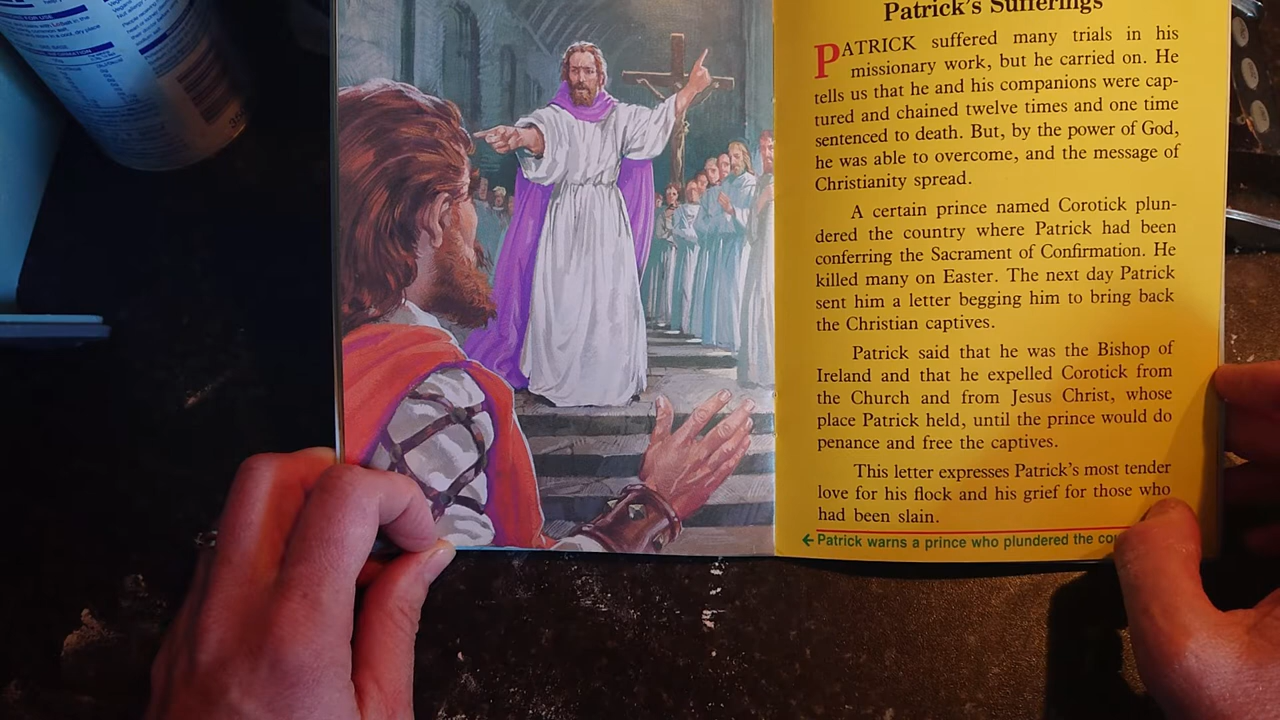 Patrick's Sufferings
PATRICK suffered many trials in his
missionary work, but he carried on. He
tells us that he and his companions were cap-
tured and chained twelve times and one time
sentenced to death. But, by the power of God,
he was able to overcome, and the message of
Christianity spread.
A certain prince named Corotick plun-
dered the country where Patrick had been
conferring the Sacrament of Confirmation. He
killed many on Easter. The next day Patrick
sent him a letter begging him to bring back
the Christian captives.
Patrick said that he was the Bishop of
Ireland and that he expelled Corotick from
the Church and from Jesus Christ, whose
place Patrick held, until the prince would do
penance and free the captives.
This letter expresses Patrick's most tender
love for his flock and his grief for those who
had been slain.
←Patrick warns a prince who plundered the